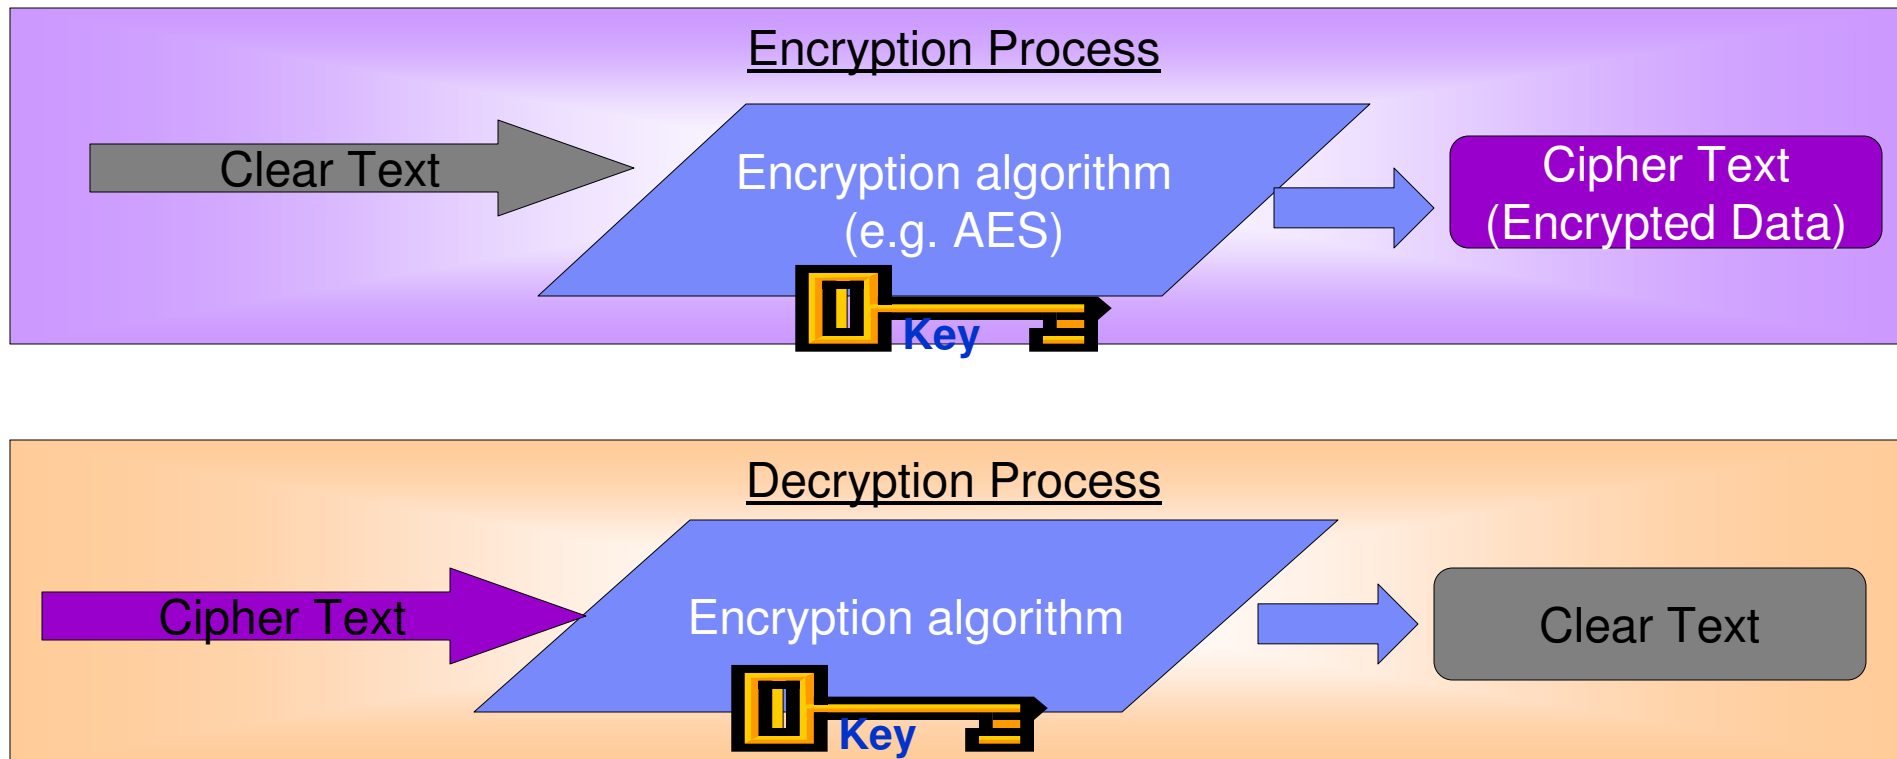 Encryption Process
Clear Text
Encryption algorithm
(e.g. AES)
Cipher Text
(Encrypted Data)
Key
Decryption Process
Cipher Text
Encryption algorithm
Clear Text
Key